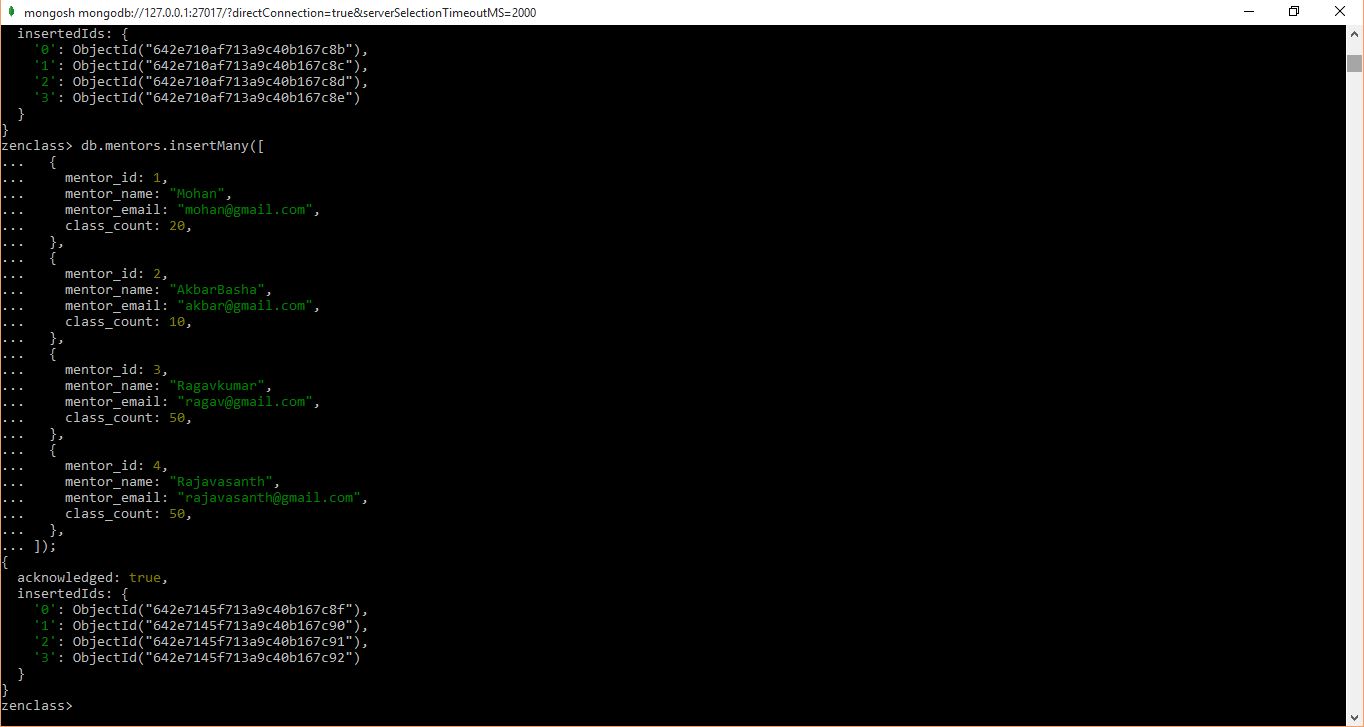 mongosh mongodb://127.0.0.1:27017/?directConnection=true&serverSelectionTimeoutMS=2000
  insertedIds: {
    '0': ObjectId("642e710af713a9c40b167c8b"),
    '1': ObjectId("642e710af713a9c40b167c8c"),
    '2': ObjectId("642e710af713a9c40b167c8d"),
    '3': ObjectId("642e710af713a9c40b167c8e")
  }
}
zenclass> db.mentors.insertMany([
...   {
...     mentor_id: 1,
...     mentor_name: "Mohan",
...     mentor_email: "mohan@gmail.com",
...     class_count: 20,
...   },
...   {
...     mentor_id: 2,
...     mentor_name: "AkbarBasha",
...     mentor_email: "akbar@gmail.com",
...     class_count: 10,
...   },
...   {
...     mentor_id: 3,
...     mentor_name: "Ragavkumar",
...     mentor_email: "ragav@gmail.com",
...     class_count: 50,
...   },
...   {
...     mentor_id: 4,
...     mentor_name: "Rajavasanth",
...     mentor_email: "rajavasanth@gmail.com",
...     class_count: 50,
...   },
... ]);
{
  acknowledged: true,
  insertedIds: {
    '0': ObjectId("642e7145f713a9c40b167c8f"),
    '1': ObjectId("642e7145f713a9c40b167c90"),
    '2': ObjectId("642e7145f713a9c40b167c91"),
    '3': ObjectId("642e7145f713a9c40b167c92")
  }
}
zenclass>